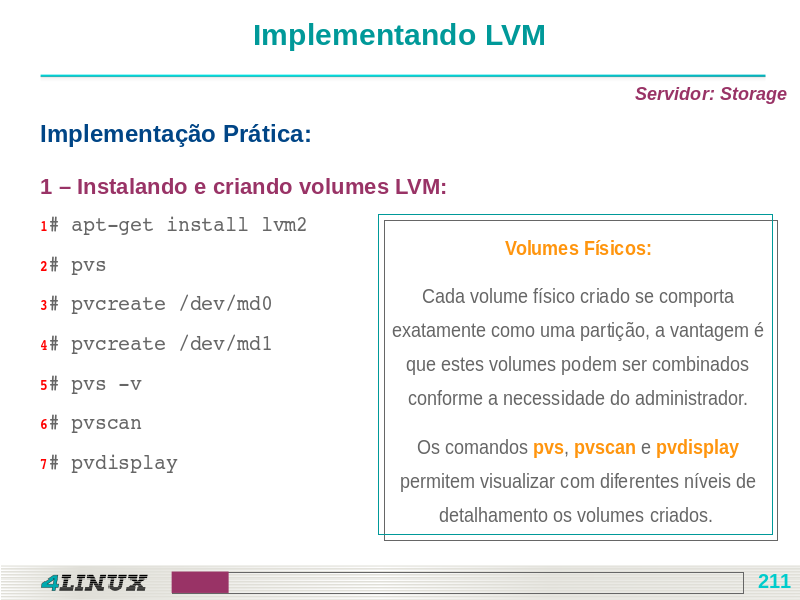 Implementando LVM
Servidor: Storage
Implementação Prática:
1 – Instalando e criando volumes LVM:
1# apt-get install lvm2
2# pvs
3# pvcreate /dev/md0
4# pvcreate /dev/md1
5# pvs -v
6# pvscan
7# pvdisplay
Volumes Físicos:
Cada volume físico criado se comporta
exatamente como uma partição, a vantagem é
que estes volumes podem ser combinados
conforme a necessidade do administrador.
Os comandos pvs, pvscan e pvdisplay
permitem visualizar com diferentes níveis de
detalhamento os volumes criados.
4LINUX
211